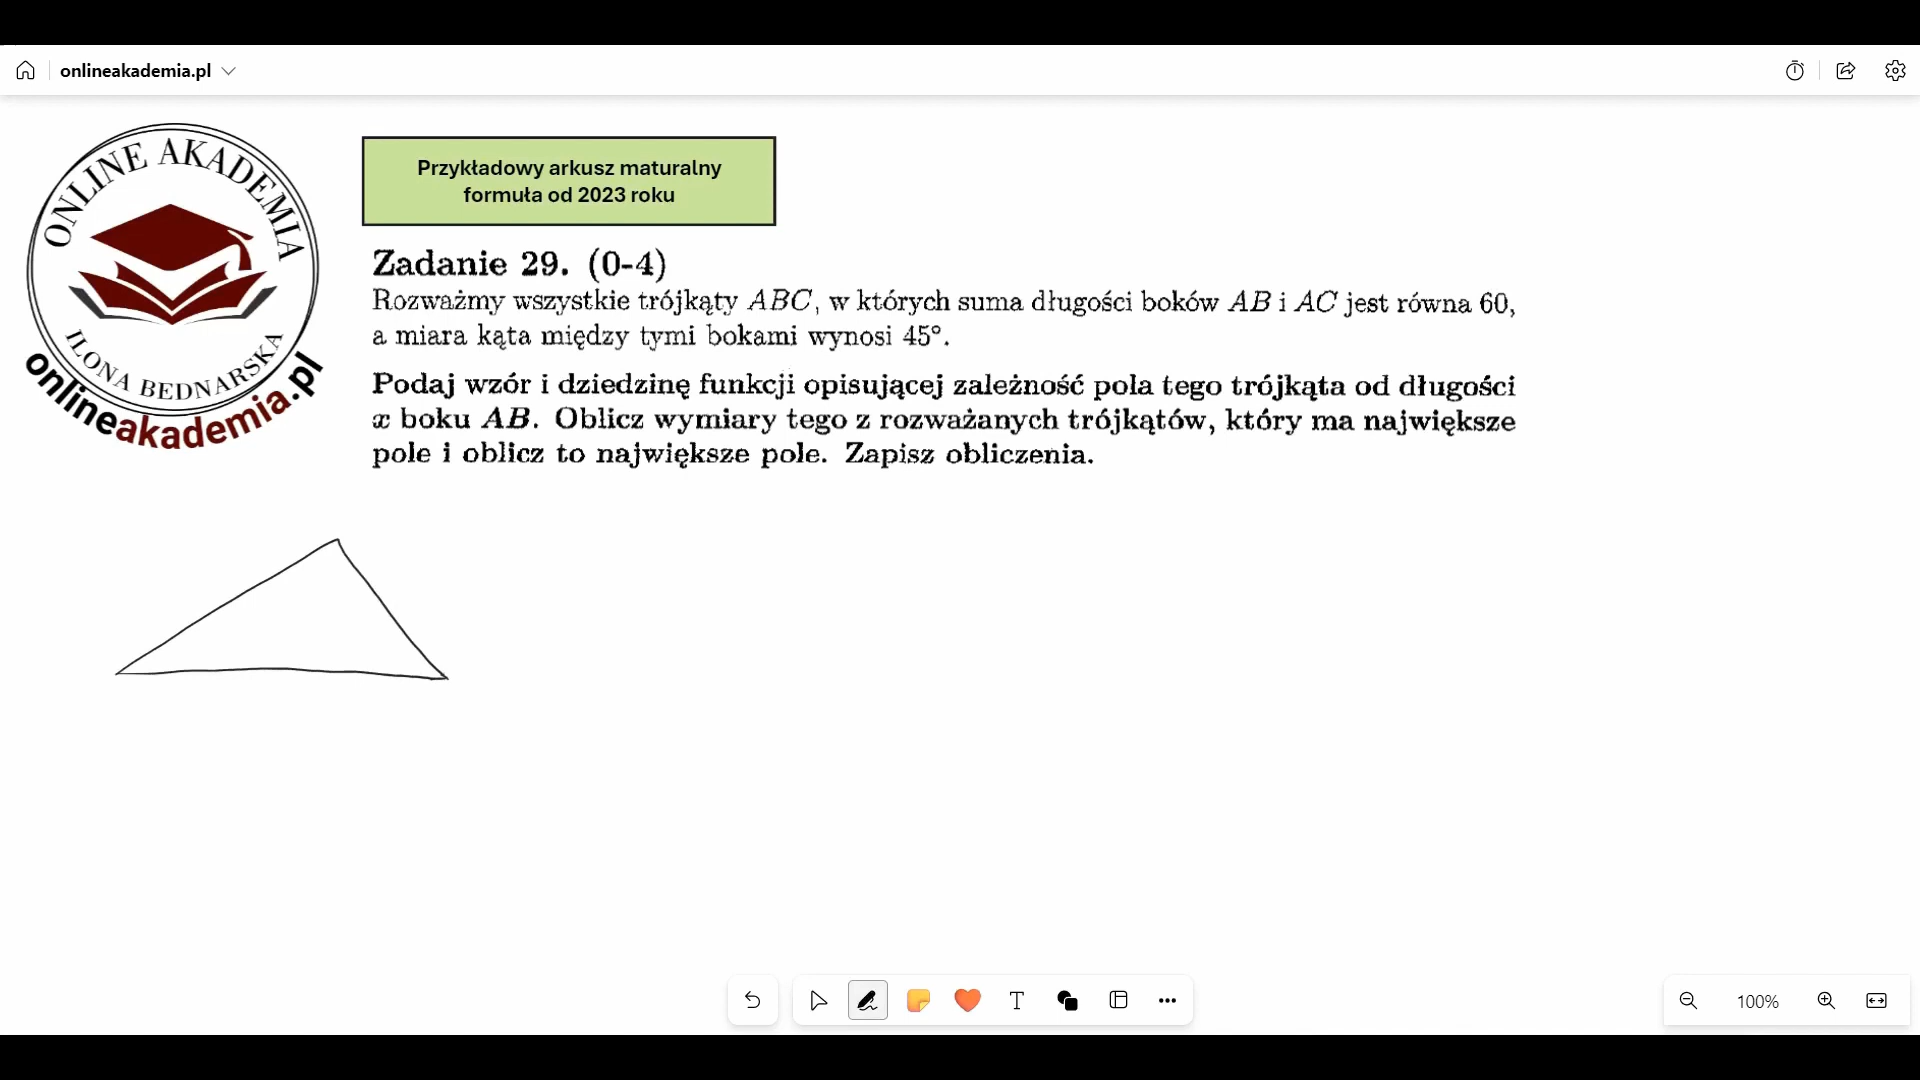 onlineakademia.pl
ONLINE AKADEMIA
ILONA BEDNARSKA
onlineakademia.pl
Przykładowy arkusz maturalny
formuła od 2023 roku
Zadanie 29. (0-4)
Rozważmy wszystkie trójkąty ABC, w których suma długości boków AB i AC jest równa 60,
a miara kąta między tymi bokami wynosi 45°.
Podaj wzór i dziedzinę funkcji opisującej zależność pola tego trójkąta od długości
x boku AB. Oblicz wymiary tego z rozważanych trójkątów, który ma największe
pole i oblicz to największe pole. Zapisz obliczenia.
T
100%